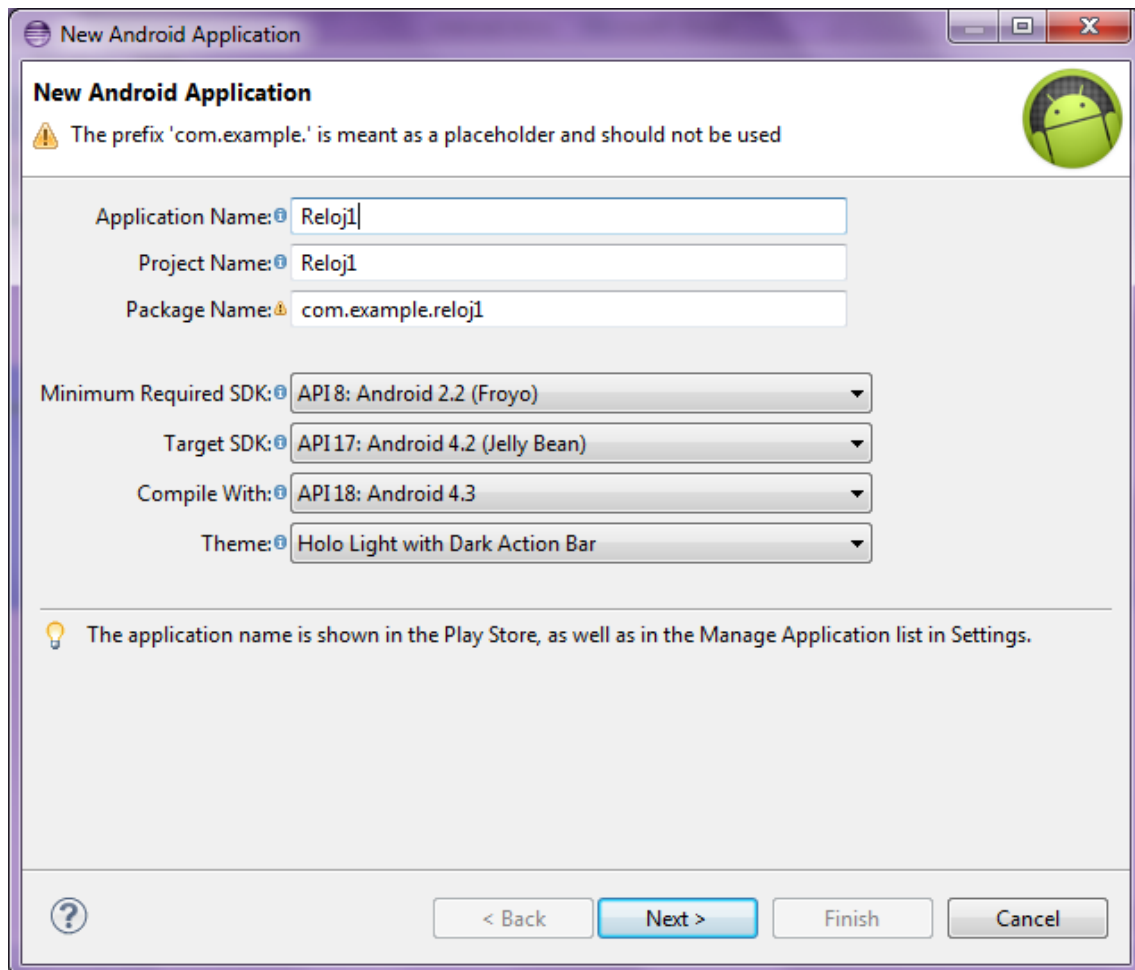 New Android Application
New Android Application
The prefix 'com.example.' is meant as a placeholder and should not be used
Application Name: Reloj1
Project Name: Reloj1
Package Name: com.example.reloj1
Minimum Required SDK: API 8: Android 2.2 (Froyo)
Target SDK: API 17: Android 4.2 (Jelly Bean)
Compile With: API 18: Android 4.3
Theme: Holo Light with Dark Action Bar
The application name is shown in the Play Store, as well as in the Manage Application list in Settings.
? < Back Next > Finish Cancel